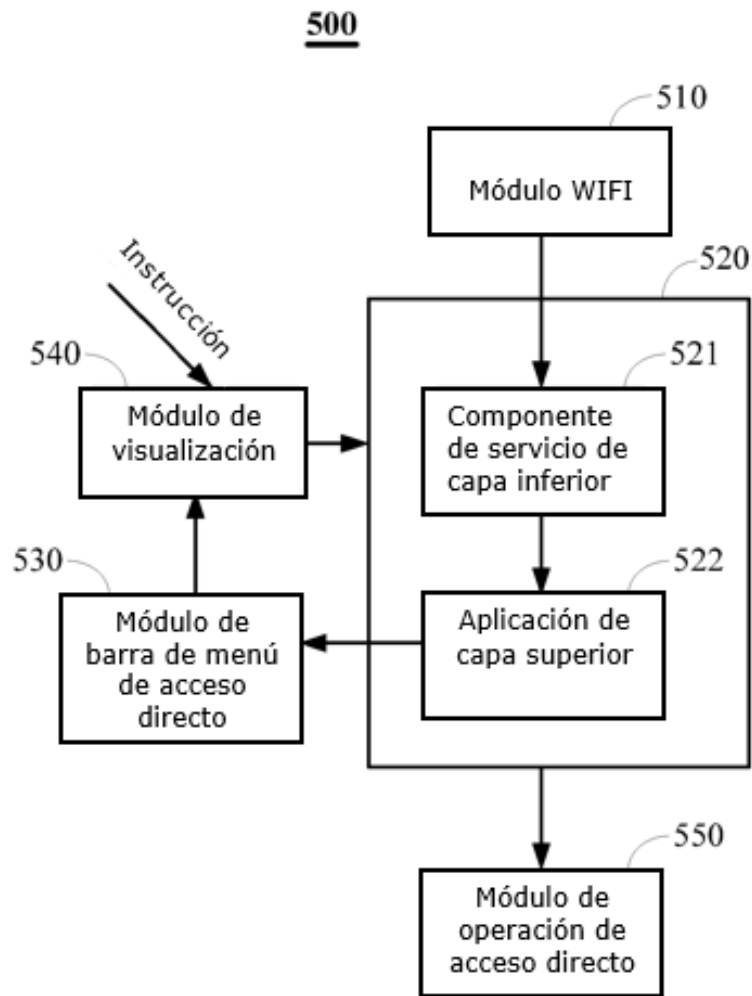 500
510
Módulo WIFI
520
Instrucción
540
Módulo de
visualización
521
Componente
de servicio de
capa inferior
530
Módulo de
barra de menú
de acceso
directo
522
Aplicación de
capa superior
550
Módulo de
operación de
acceso directo